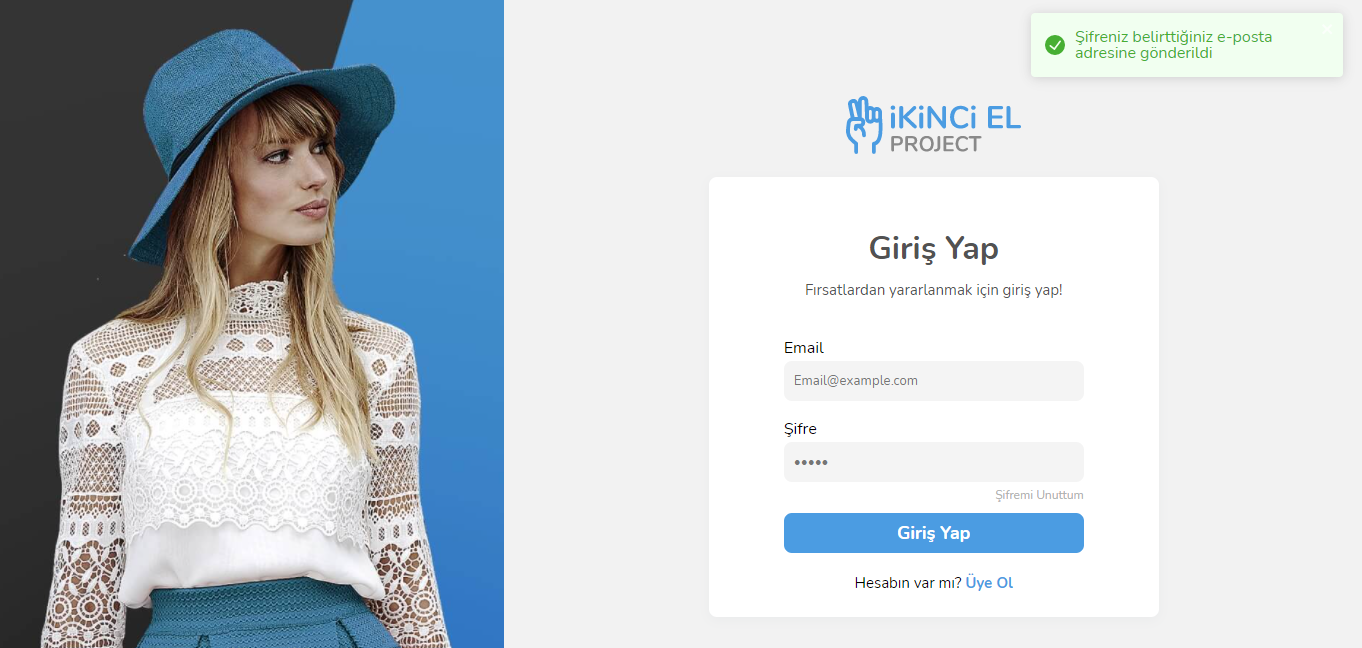 Şifreniz belirttiğiniz e-posta
adresine gönderildi
iKiNCi EL
PROJECT
Giriş Yap
Fırsatlardan yararlanmak için giriş yap!
Email
Email@example.com
Şifre
•••••
Şifremi Unuttum
Giriş Yap
Hesabın var mı? Üye Ol